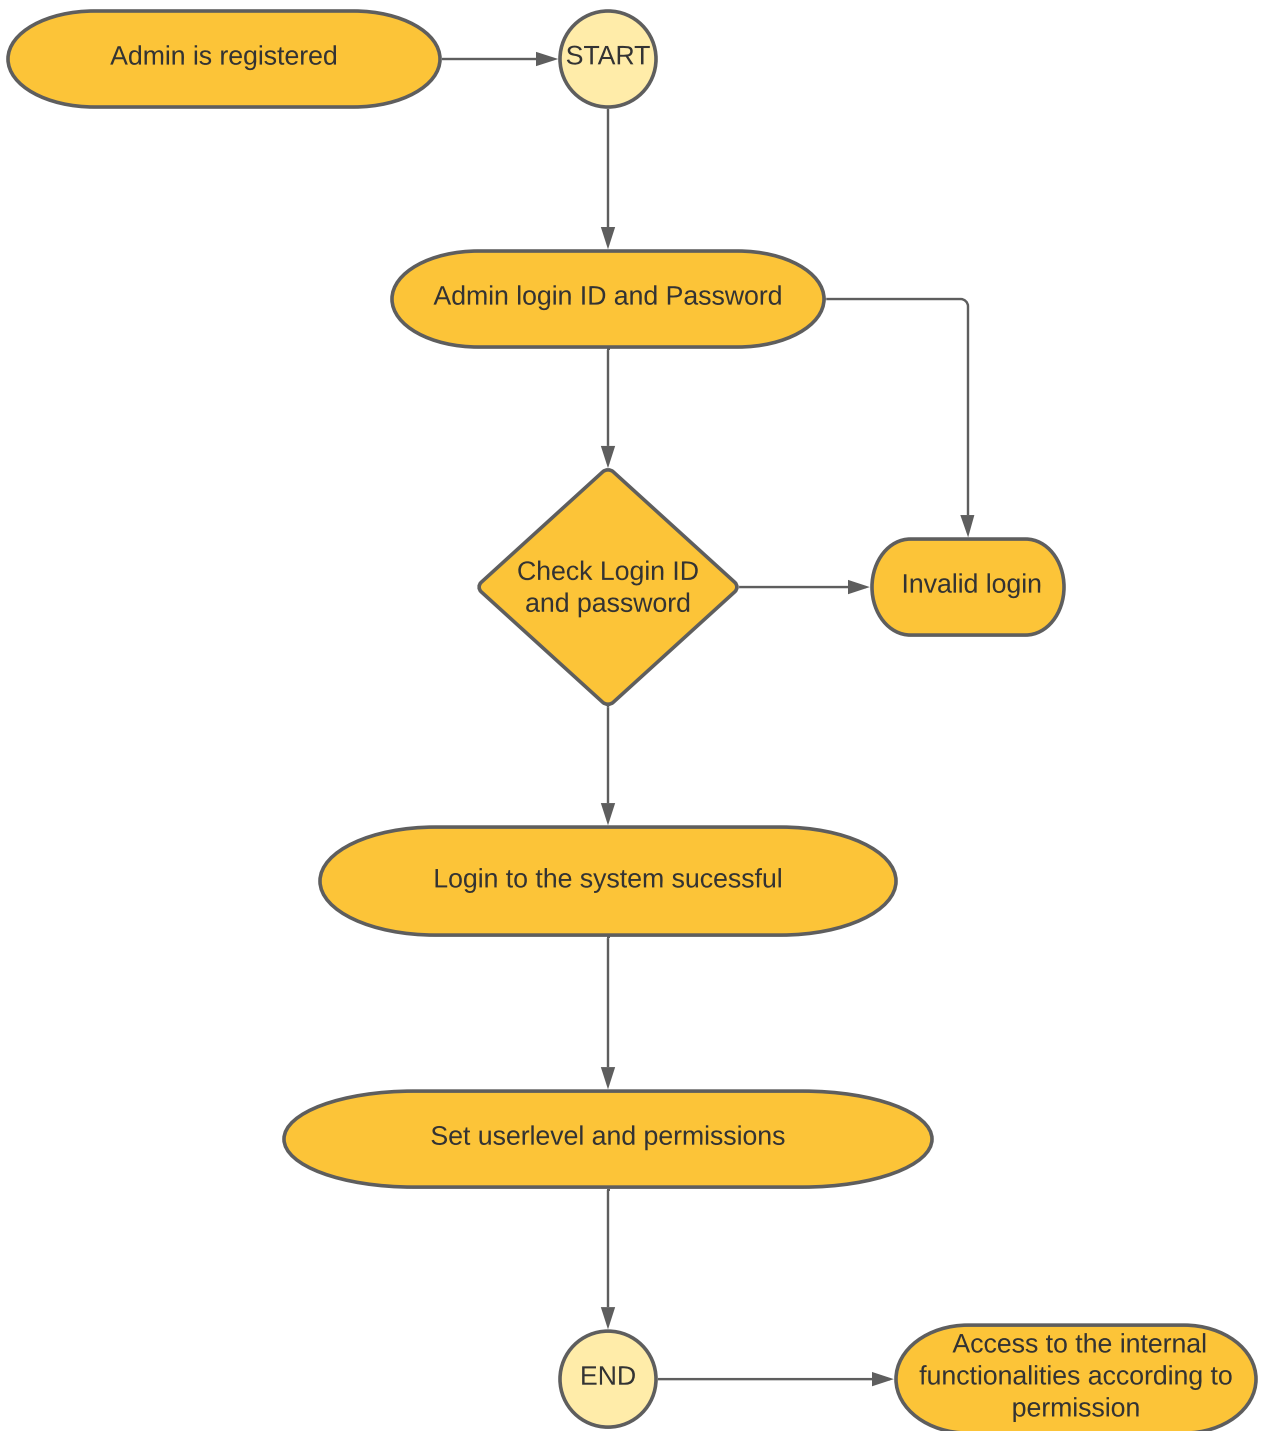 Admin is registered
START
Admin login ID and Password
Check Login ID
and password
Invalid login
Login to the system sucessful
Set userlevel and permissions
END
Access to the internal
functionalities according to
permission